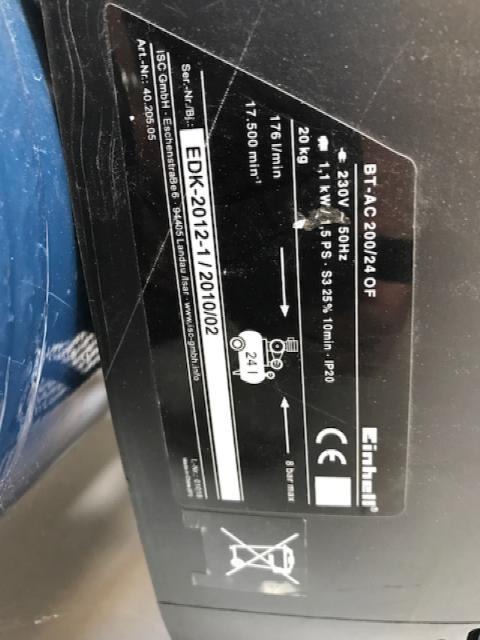 BT-AC 200/24 OF
Einhell®
230V 50Hz
1,1 kW 1,5 PS · S3 25% 10min · IP20
20 kg
176 l/min
17.500 min⁻¹
24 l
8 bar max
CE
Ser.-Nr./Bj.: EDK-2012-1 / 2010/02
ISC GmbH · Eschenstraße 6 · 94405 Landau /Isar · www.isc-gmbh.info
Art.-Nr.: 40.205.05